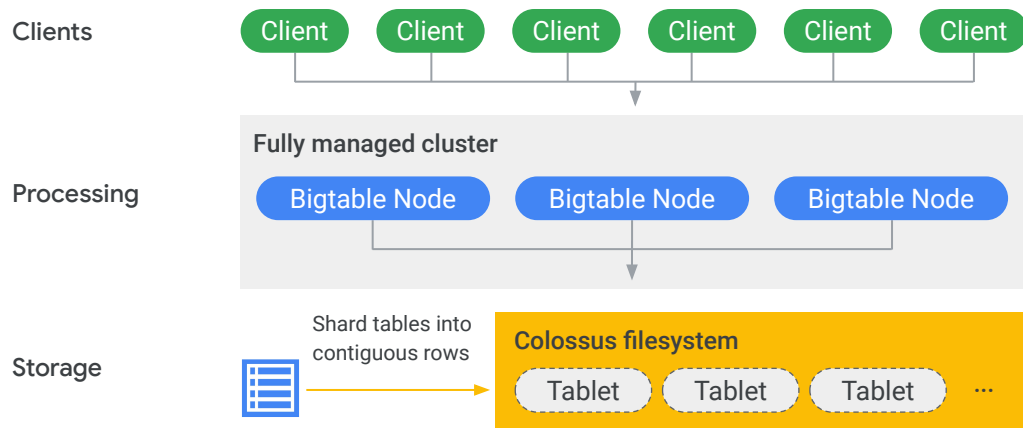 Clients
Client Client Client Client Client Client
Fully managed cluster
Processing
Bigtable Node Bigtable Node Bigtable Node
Shard tables into
contiguous rows
Storage
Colossus filesystem
Tablet Tablet Tablet ...